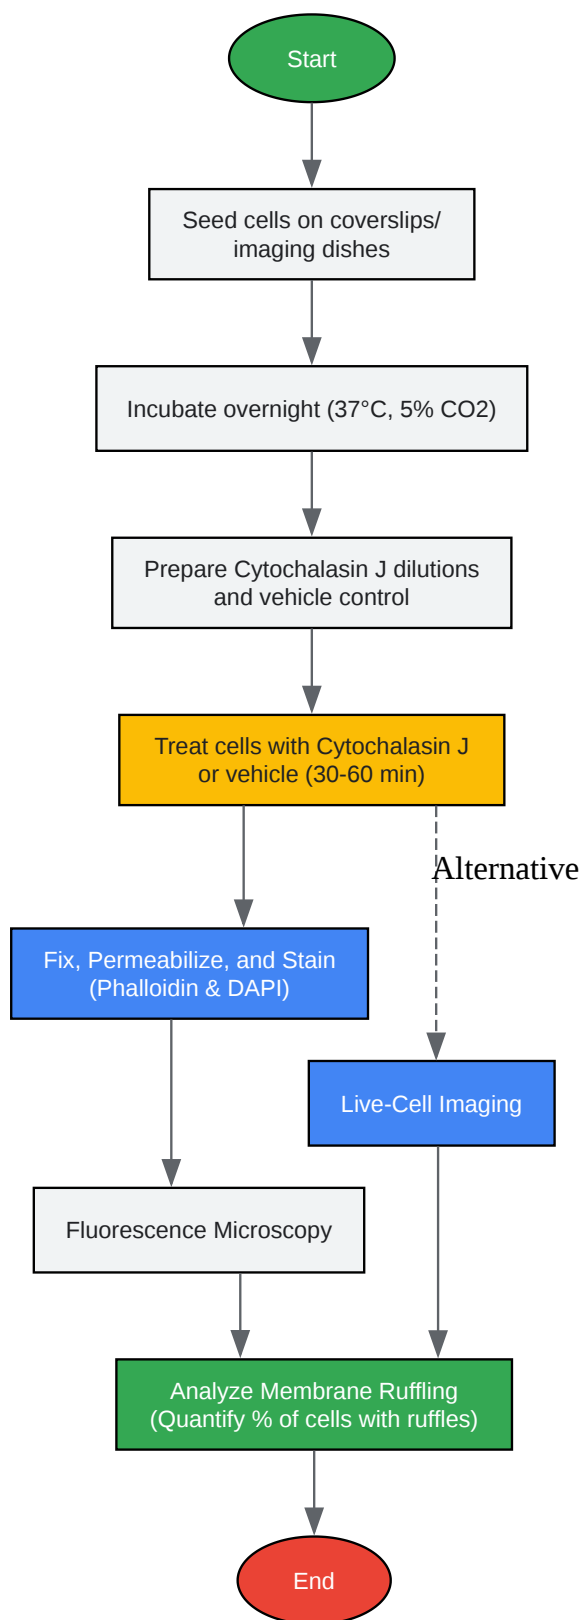 Start
Seed cells on coverslips/
imaging dishes
Incubate overnight (37°C, 5% CO2)
Prepare Cytochalasin J dilutions
and vehicle control
Treat cells with Cytochalasin J
or vehicle (30-60 min)
Alternative
Fix, Permeabilize, and Stain
(Phalloidin & DAPI)
Live-Cell Imaging
Fluorescence Microscopy
Analyze Membrane Ruffling
(Quantify % of cells with ruffles)
End